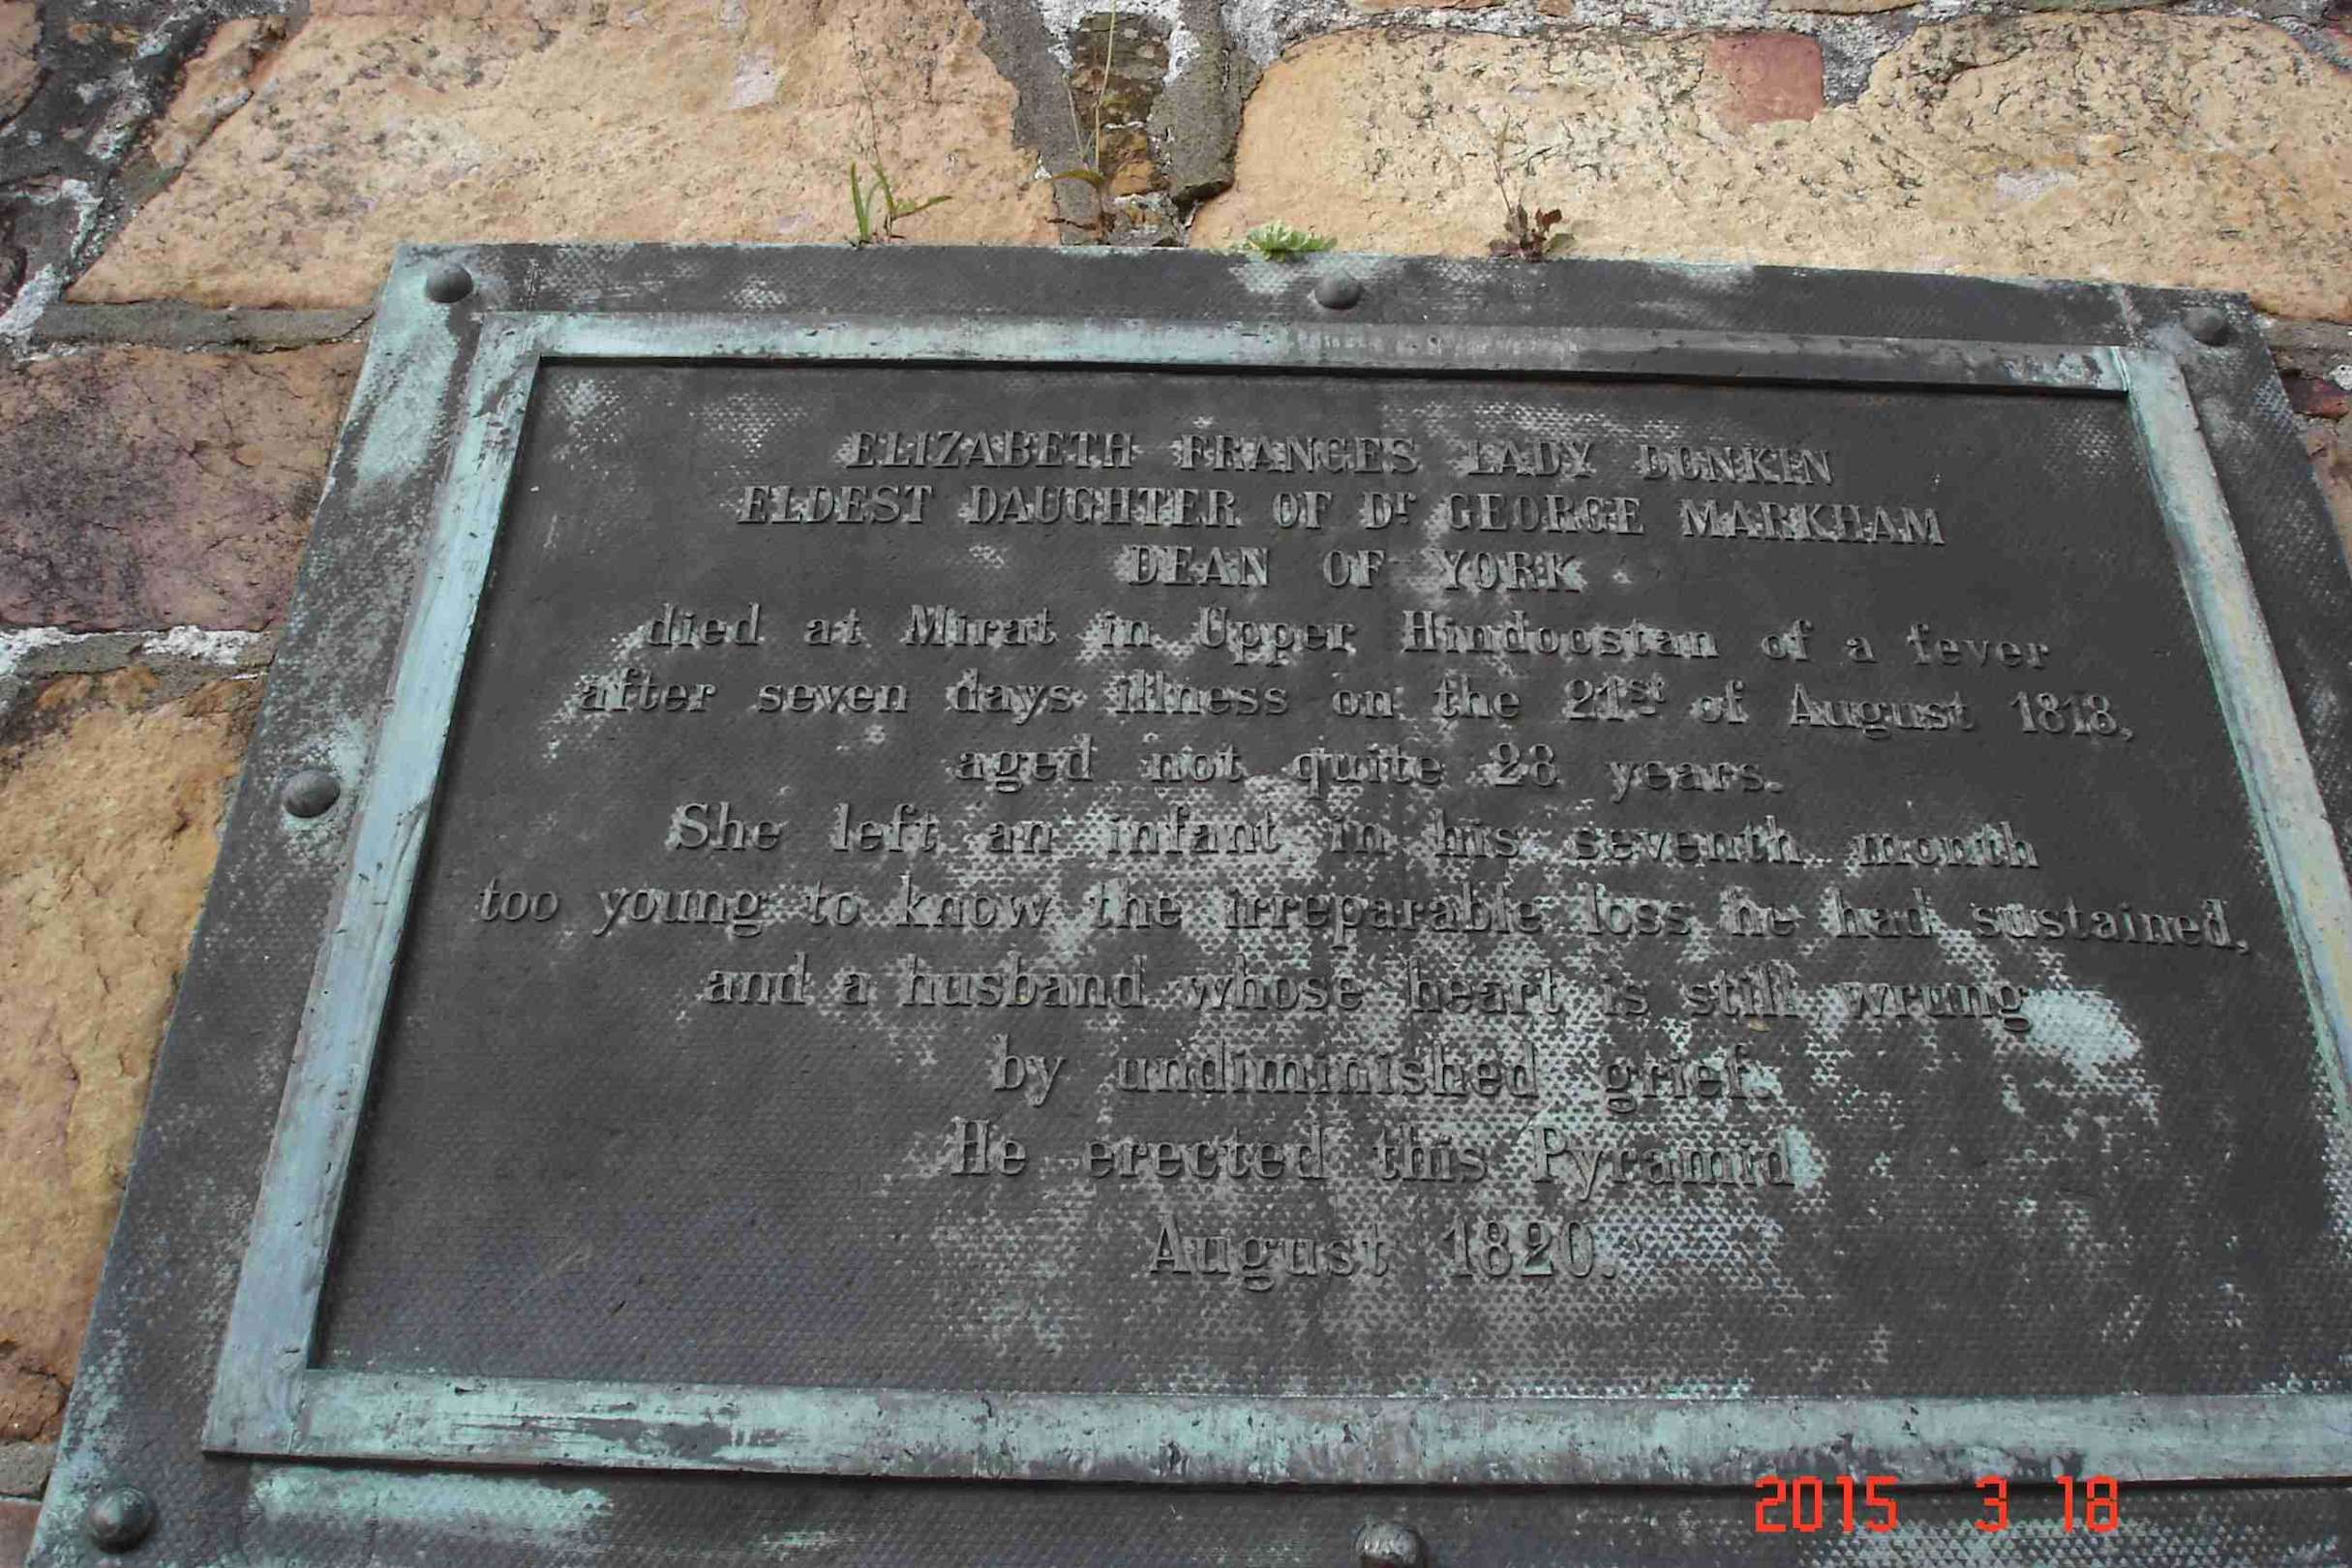 ELIZABETH FRANCES LADY DONKIN
ELDEST DAUGHTER OF Dr GEORGE MARKHAM
DEAN OF YORK
died at Mirat in Upper Hindoostan of a fever
after seven days illness on the 21st of August 1818,
aged not quite 28 years.
She left an infant in his seventh month
too young to know the irreparable loss he had sustained,
and a husband whose heart is still wrung
by undiminished grief.
He erected this Pyramid
August 1820.
2015 3 18